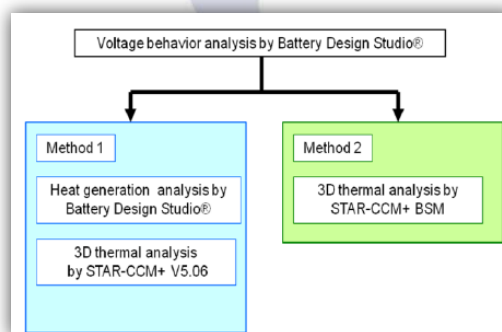 Voltage behavior analysis by Battery Design Studio®
Method 1
Heat generation analysis by
Battery Design Studio®
3D thermal analysis
by STAR-CCM+ V5.06
Method 2
3D thermal analysis by
STAR-CCM+ BSM